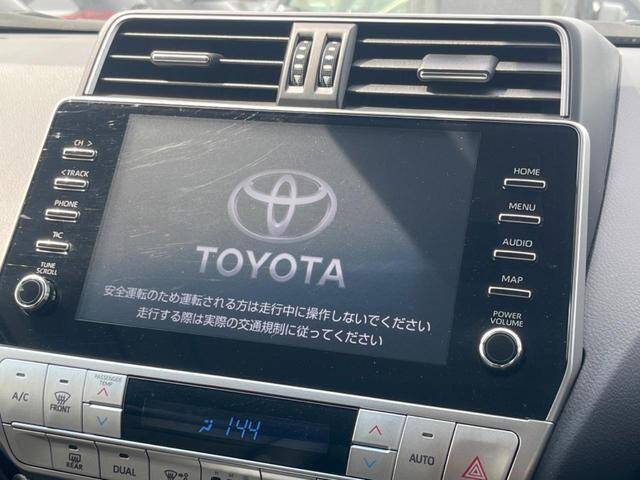 CH >
< TRACK
PHONE
T/C
TUNE
SCROLL
HOME
MENU
AUDIO
MAP
POWER
VOLUME
TOYOTA
安全運転のため運転される方は走行中に操作しないでください
走行する際は実際の交通規制に従ってください
A/C
FRONT
PASSENGER
TEMP
144
AUTO
REAR
DUAL